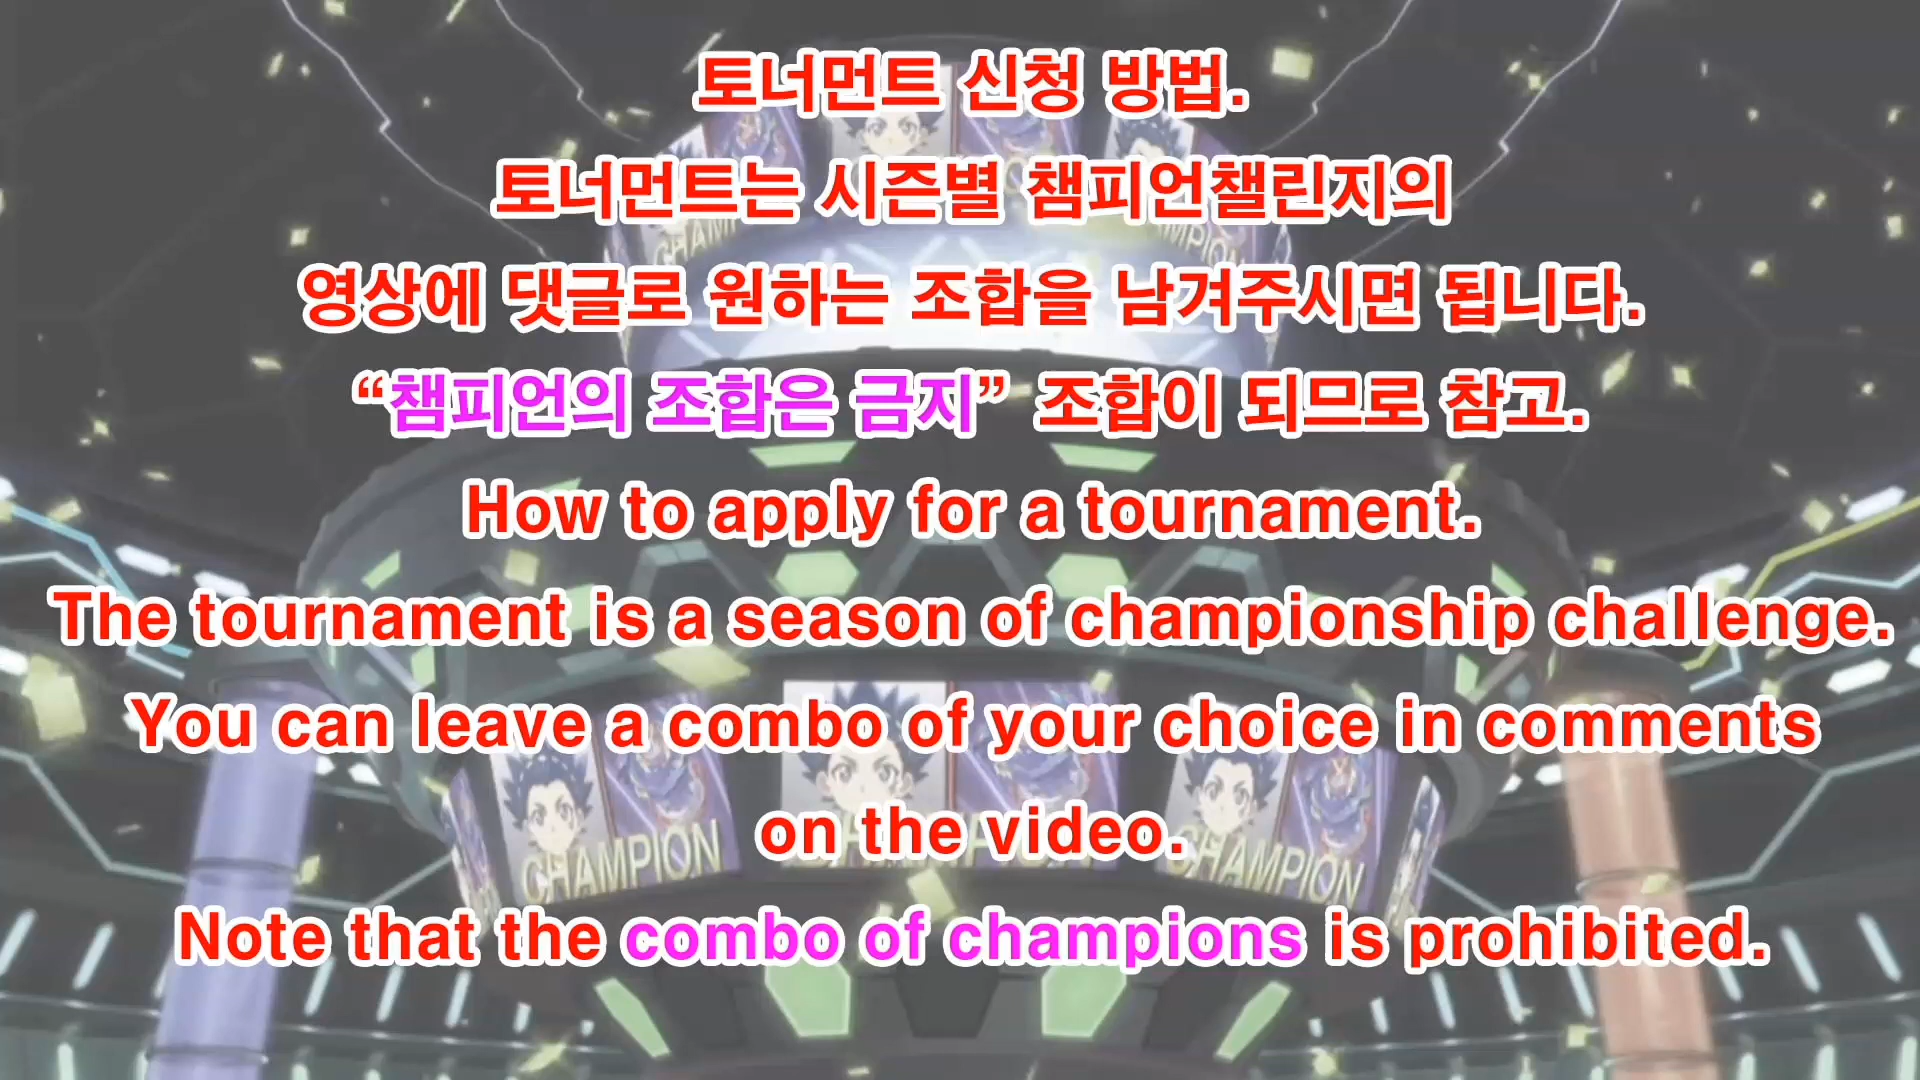 토너먼트 신청 방법.
토너먼트는 시즌별 챔피언챌린지의
영상에 댓글로 원하는 조합을 남겨주시면 됩니다.
“챔피언의 조합은 금지” 조합이 되므로 참고.
How to apply for a tournament.
The tournament is a season of championship challenge.
You can leave a combo of your choice in comments
on the video.
Note that the combo of champions is prohibited.
CHAMPION
CHAMPION